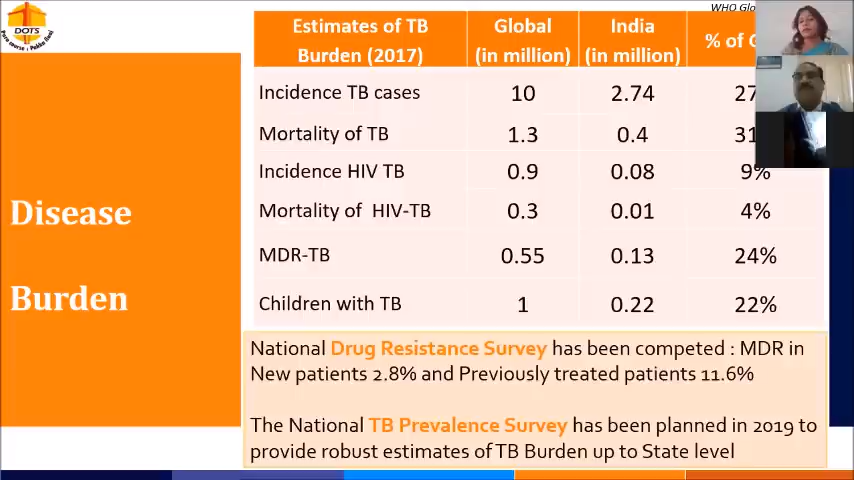 WHO Glo
DOTS
Pura course : Pakka ilaaj
Estimates of TB Burden (2017) Global (in million) India (in million) % of G
Incidence TB cases 10 2.74 27
Mortality of TB 1.3 0.4 31
Incidence HIV TB 0.9 0.08 9%
Mortality of HIV-TB 0.3 0.01 4%
MDR-TB 0.55 0.13 24%
Children with TB 1 0.22 22%
Disease
Burden
National Drug Resistance Survey has been competed : MDR in
New patients 2.8% and Previously treated patients 11.6%
The National TB Prevalence Survey has been planned in 2019 to
provide robust estimates of TB Burden up to State level